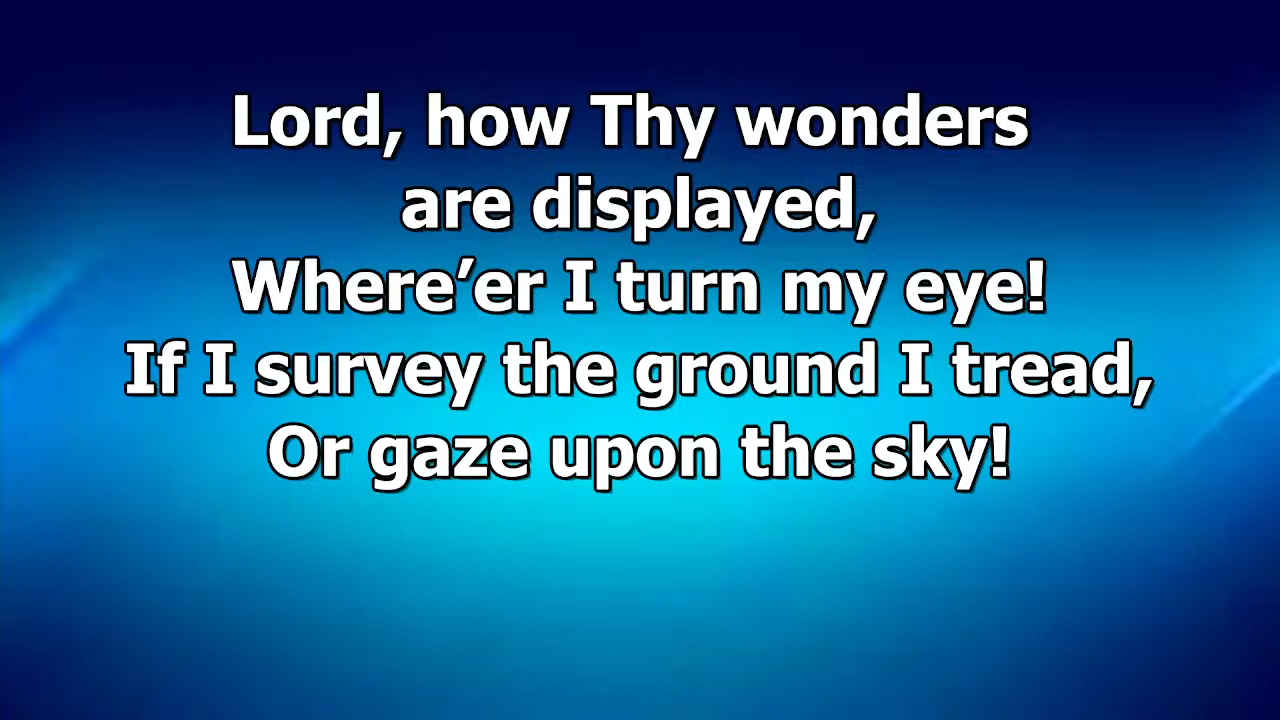 Lord, how Thy wonders
are displayed,
Where’er I turn my eye!
If I survey the ground I tread,
Or gaze upon the sky!